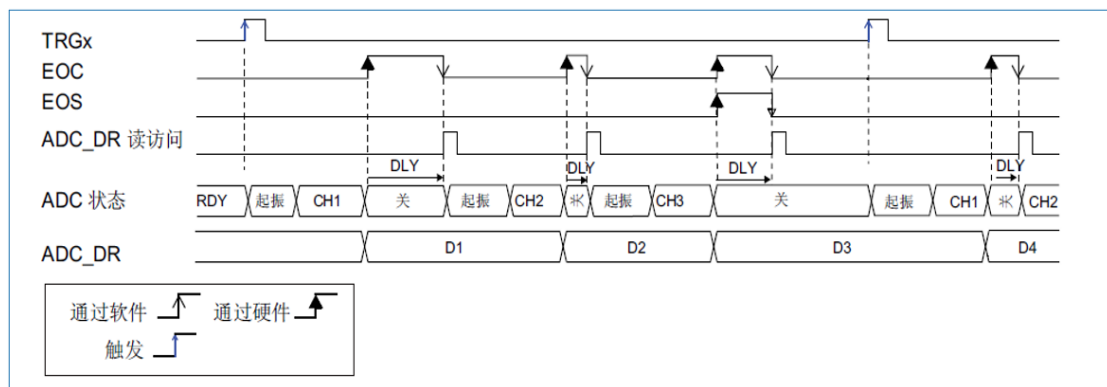 TRGx
EOC
EOS
ADC_DR 读访问
DLY DLY DLY DLY
ADC 状态 RDY 起振 CH1 关 起振 CH2 关 起振 CH3 关 起振 CH1 关 CH2
ADC_DR D1 D2 D3 D4
通过软件 通过硬件
触发